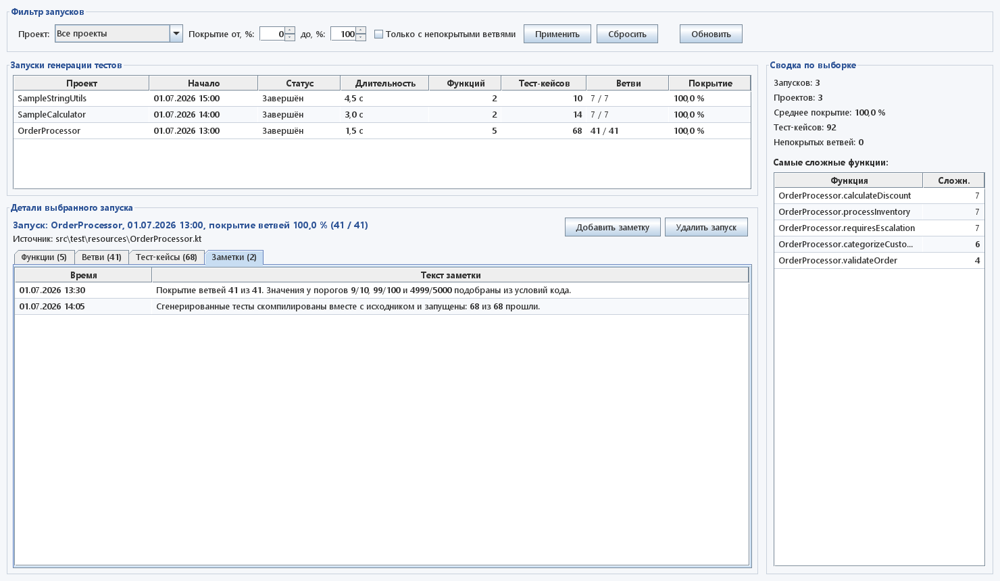 Фильтр запусков
Проект: Все проекты Покрытие от, %: 0 до, %: 100 Только с непокрытыми ветвями Применить Сбросить Обновить
Запуски генерации тестов
Проект Начало Статус Длительность Функций Тест-кейсов Ветви Покрытие
SampleStringUtils 01.07.2026 15:00 Завершён 4,5 с 2 10 7 / 7 100,0 %
SampleCalculator 01.07.2026 14:00 Завершён 3,0 с 2 14 7 / 7 100,0 %
OrderProcessor 01.07.2026 13:00 Завершён 1,5 с 5 68 41 / 41 100,0 %
Детали выбранного запуска
Запуск: OrderProcessor, 01.07.2026 13:00, покрытие ветвей 100,0 % (41 / 41)
Источник: src\test\resources\OrderProcessor.kt
Добавить заметку Удалить запуск
Функции (5) Ветви (41) Тест-кейсы (68) Заметки (2)
Время Текст заметки
01.07.2026 13:30 Покрытие ветвей 41 из 41. Значения у порогов 9/10, 99/100 и 4999/5000 подобраны из условий кода.
01.07.2026 14:05 Сгенерированные тесты скомпилированы вместе с исходником и запущены: 68 из 68 прошли.
Сводка по выборке
Запусков: 3
Проектов: 3
Среднее покрытие: 100,0 %
Тест-кейсов: 92
Непокрытых ветвей: 0
Самые сложные функции:
Функция Сложн.
OrderProcessor.calculateDiscount 7
OrderProcessor.processInventory 7
OrderProcessor.requiresEscalation 7
OrderProcessor.categorizeCusto... 6
OrderProcessor.validateOrder 4